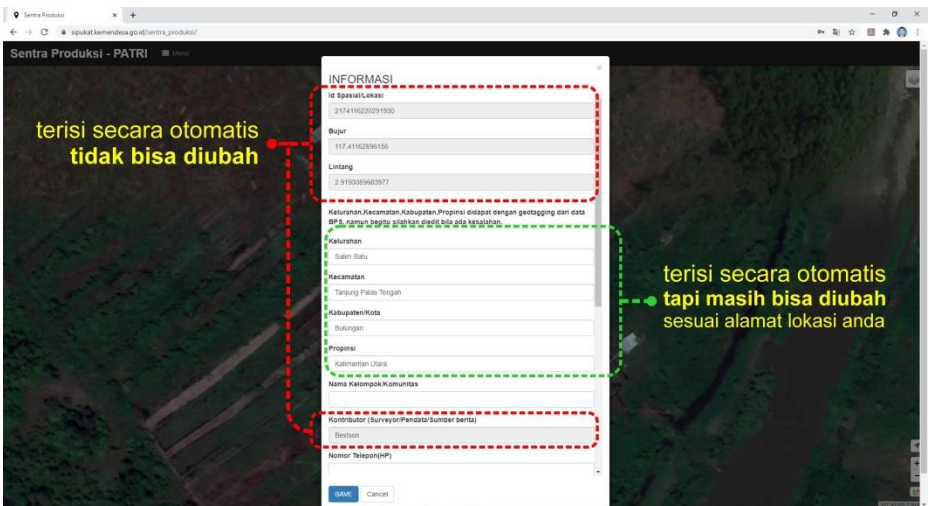 Sentra Produksi
sipukat.kemendesa.go.id/sentra_produksi/
Sentra Produksi - PATRI Menu
INFORMASI
Id Spasial/Lokasi
2174116220291930
Bujur
117.41162896156
Lintang
2.9193089683977
Kelurahan,Kecamatan,Kabupaten,Propinsi didapat dengan geotagging dari data
BPS, namun begitu silahkan diedit bila ada kesalahan.
Kelurahan
Salim Batu
Kecamatan
Tanjung Palas Tengah
Kabupaten/Kota
Bulungan
Propinsi
Kalimantan Utara
Nama Kelompok/Komunitas
Kontributor (Surveyor/Pendata/Sumber berita)
Bestson
Nomor Telepon(HP)
SAVE Cancel
terisi secara otomatis
tidak bisa diubah
terisi secara otomatis
tapi masih bisa diubah
sesuai alamat lokasi anda